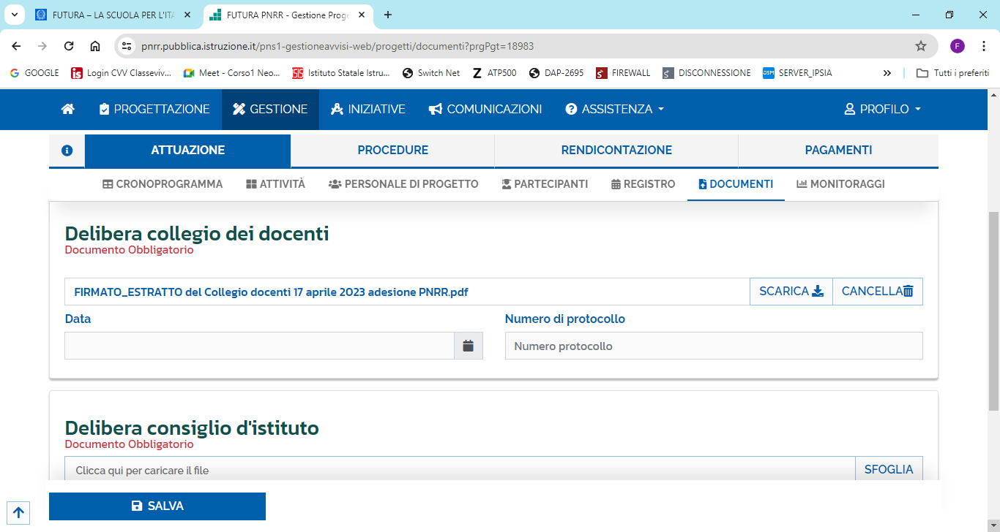 FUTURA – LA SCUOLA PER L'ITA
FUTURA PNRR - Gestione Proge
pnrr.pubblica.istruzione.it/pns1-gestioneavvisi-web/progetti/documenti?prgPgt=18983
F
GOOGLE Login CVV Classeviv... Meet - Corso1 Neo... Istituto Statale Istru... Switch Net ATP500 DAP-2695 FIREWALL DISCONNESSIONE SERVER_IPSIA » Tutti i preferiti
PROGETTAZIONE GESTIONE INIZIATIVE COMUNICAZIONI ASSISTENZA PROFILO
ATTUAZIONE PROCEDURE RENDICONTAZIONE PAGAMENTI
CRONOPROGRAMMA ATTIVITÀ PERSONALE DI PROGETTO PARTECIPANTI REGISTRO DOCUMENTI MONITORAGGI
Delibera collegio dei docenti
Documento Obbligatorio
FIRMATO_ESTRATTO del Collegio docenti 17 aprile 2023 adesione PNRR.pdf SCARICA CANCELLA
Data Numero di protocollo
Numero protocollo
Delibera consiglio d'istituto
Documento Obbligatorio
Clicca qui per caricare il file SFOGLIA
SALVA